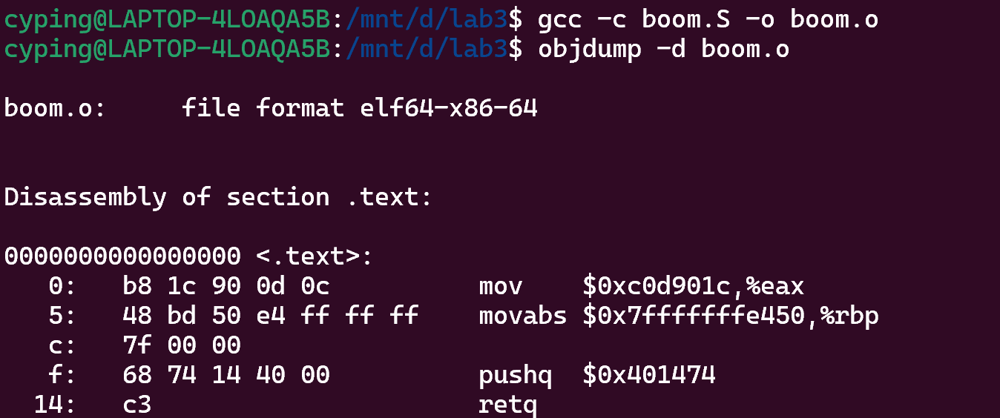 cyping@LAPTOP-4LOAQA5B:/mnt/d/lab3$ gcc -c boom.S -o boom.o
cyping@LAPTOP-4LOAQA5B:/mnt/d/lab3$ objdump -d boom.o
boom.o:     file format elf64-x86-64
Disassembly of section .text:
0000000000000000 <.text>:
   0:   b8 1c 90 0d 0c          mov    $0xc0d901c,%eax
   5:   48 bd 50 e4 ff ff ff    movabs $0x7fffffffe450,%rbp
   c:   7f 00 00
   f:   68 74 14 40 00          pushq  $0x401474
  14:   c3                      retq